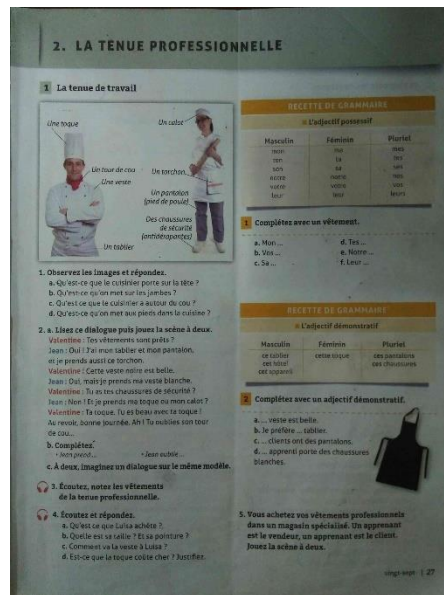 2. LA TENUE PROFESSIONNELLE
1 La tenue de travail
Une toque
Un calot
Un tour de cou
Une veste
Un torchon
Un pantalon
(pied de poule)
Des chaussures
de sécurité
(antidérapantes)
Un tablier
1. Observez les images et répondez.
a. Qu'est-ce que le cuisinier porte sur la tête ?
b. Qu'est-ce qu'on met sur les jambes ?
c. Qu'est ce que le cuisinier a autour du cou ?
d. Qu'est-ce qu'on met aux pieds dans la cuisine ?
2. a. Lisez ce dialogue puis jouez la scène à deux.
Valentine : Tes vêtements sont prêts ?
Jean : Oui ! J'ai mon tablier et mon pantalon,
et je prends aussi ce torchon.
Valentine : Cette veste noire est belle.
Jean : Oui, mais je prends ma veste blanche.
Valentine : Tu as tes chaussures de sécurité ?
Jean : Non ! Et je prends ma toque ou mon calot ?
Valentine : Ta toque. Tu es beau avec ta toque !
Au revoir, bonne journée. Ah ! Tu oublies son tour
de cou...
b. Complétez.
• Jean prend ...
• Jean oublie ...
c. À deux, imaginez un dialogue sur le même modèle.
3. Écoutez, notez les vêtements
de la tenue professionnelle.
4. Écoutez et répondez.
a. Qu'est ce que Luisa achète ?
b. Quelle est sa taille ? Et sa pointure ?
c. Comment va la veste à Luisa ?
d. Est-ce que la toque coûte cher ? Justifiez.
RECETTE DE GRAMMAIRE
L'adjectif possessif
Masculin Féminin Pluriel
mon ma mes
ton ta tes
son sa ses
notre notre nos
votre votre vos
leur leur leurs
1 Complétez avec un vêtement.
a. Mon ... d. Tes ...
b. Vos ... e. Notre ...
c. Sa ... f. Leur ...
RECETTE DE GRAMMAIRE
L'adjectif démonstratif
Masculin Féminin Pluriel
ce tablier cette toque ces pantalons
cet hôtel ces chaussures
cet appareil
2 Complétez avec un adjectif démonstratif.
a. ... veste est belle.
b. Je préfère ... tablier.
c. ... clients ont des pantalons.
d. ... apprenti porte des chaussures
blanches.
5. Vous achetez vos vêtements professionnels
dans un magasin spécialisé. Un apprenant
est le vendeur, un apprenant est le client.
Jouez la scène à deux.
vingt-sept | 27